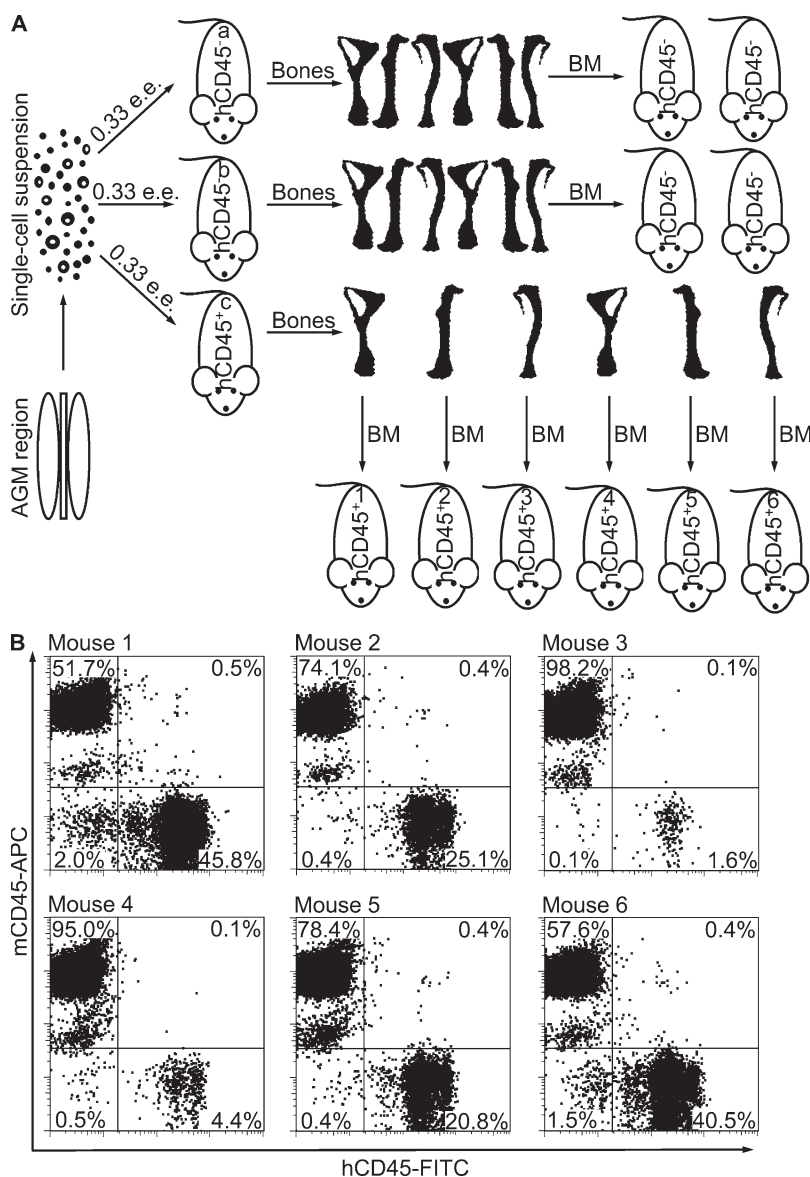 A
Single-cell suspension
AGM region
0.33 e.e.
0.33 e.e.
0.33 e.e.
hCD45⁻a
Bones
BM
hCD45⁻
hCD45⁻
hCD45⁻b
Bones
BM
hCD45⁻
hCD45⁻
hCD45⁺c
Bones
BM
BM
BM
BM
BM
BM
hCD45⁺1
hCD45⁺2
hCD45⁺3
hCD45⁺4
hCD45⁺5
hCD45⁺6
B
Mouse 1
51.7% 0.5%
2.0% 45.8%
Mouse 2
74.1% 0.4%
0.4% 25.1%
Mouse 3
98.2% 0.1%
0.1% 1.6%
Mouse 4
95.0% 0.1%
0.5% 4.4%
Mouse 5
78.4% 0.4%
0.4% 20.8%
Mouse 6
57.6% 0.4%
1.5% 40.5%
mCD45-APC
hCD45-FITC